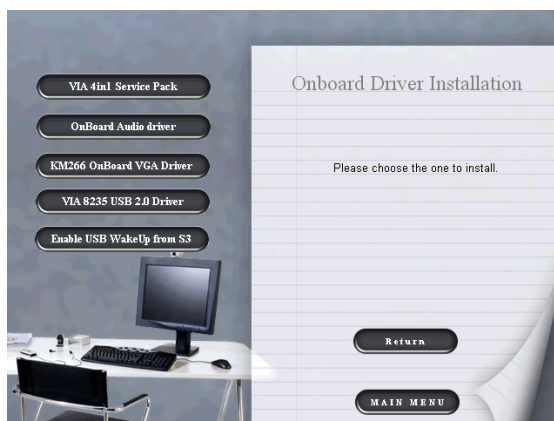 VIA 4in1 Service Pack
OnBoard Audio driver
KM266 OnBoard VGA Driver
VIA 8235 USB 2.0 Driver
Enable USB WakeUp from S3
Onboard Driver Installation
Please choose the one to install.
Return
MAIN MENU